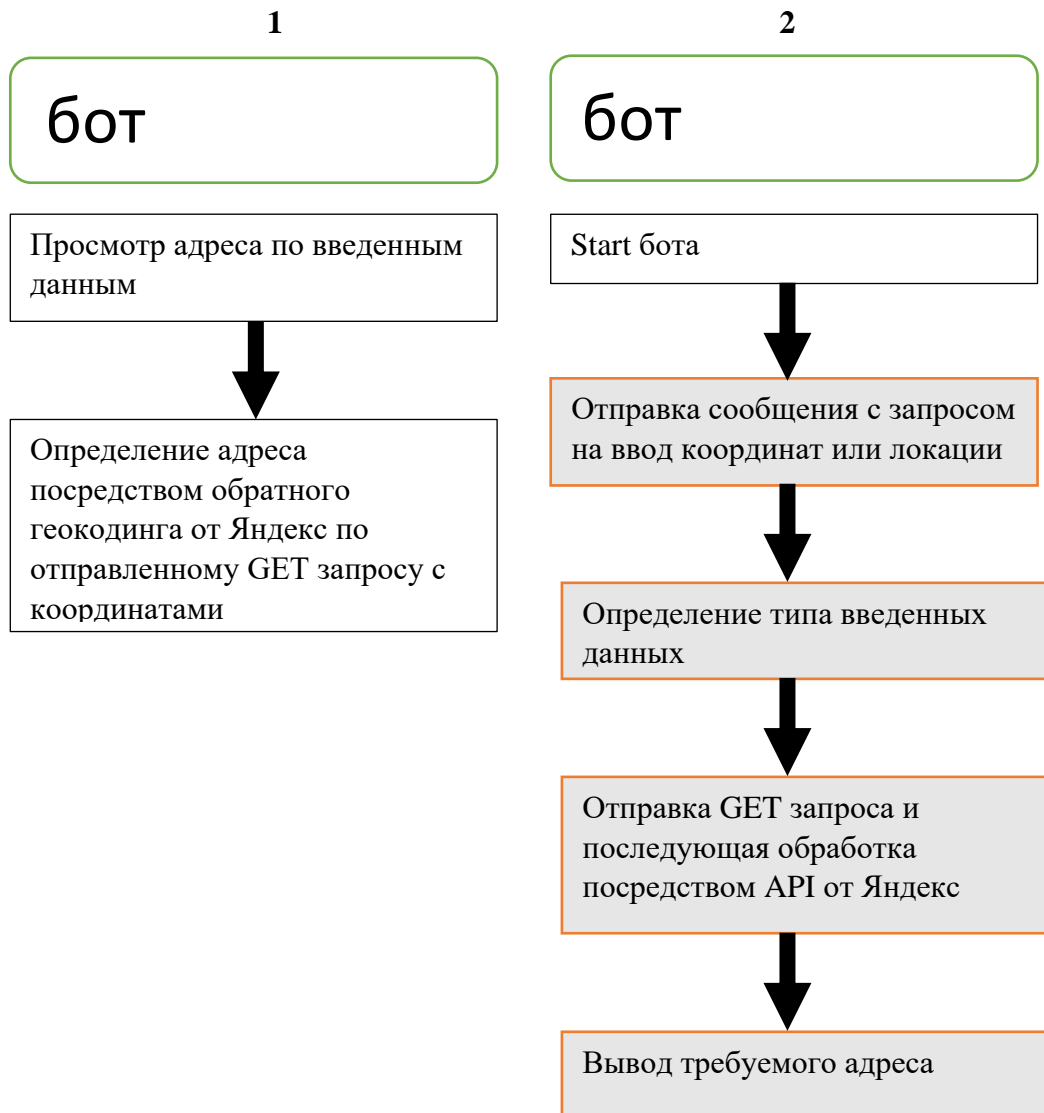 1
бот
Просмотр адреса по введенным
данным
Определение адреса
посредством обратного
геокодинга от Яндекс по
отправленному GET запросу с
координатами
2
бот
Start бота
Отправка сообщения с запросом
на ввод координат или локации
Определение типа введенных
данных
Отправка GET запроса и
последующая обработка
посредством API от Яндекс
Вывод требуемого адреса